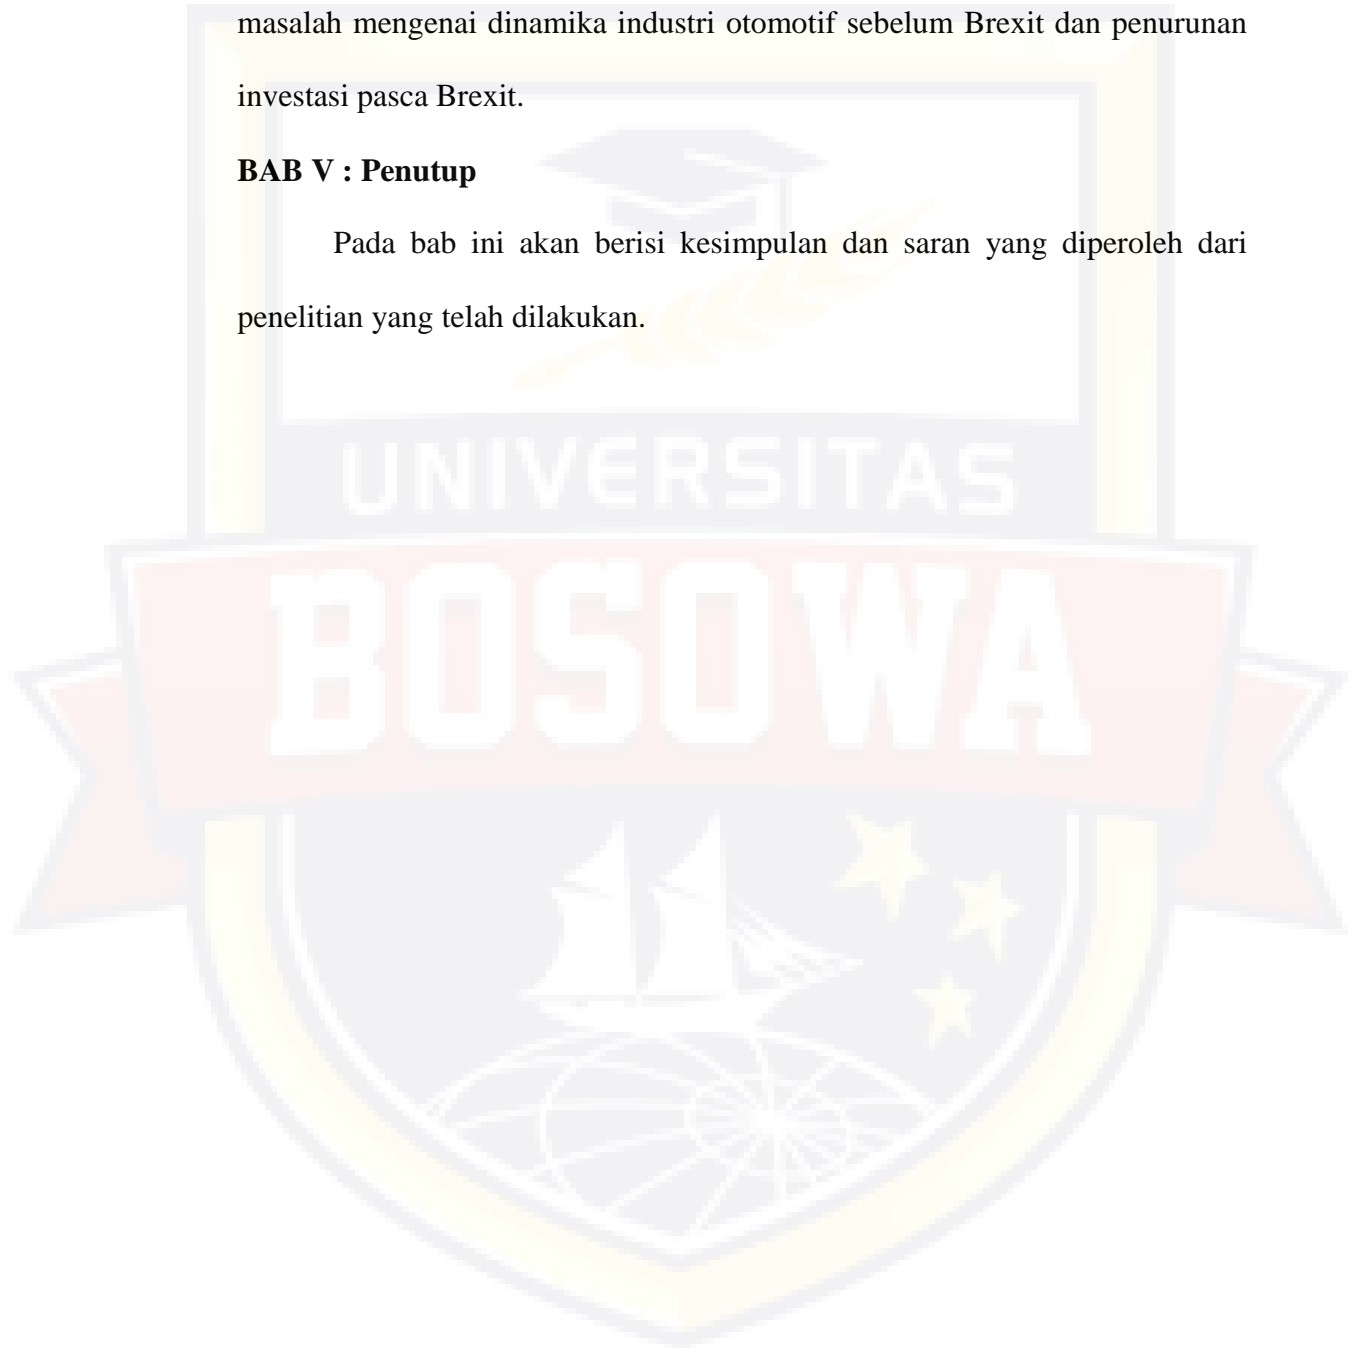 masalah mengenai dinamika industri otomotif sebelum Brexit dan penurunan
investasi pasca Brexit.
BAB V : Penutup
Pada bab ini akan berisi kesimpulan dan saran yang diperoleh dari
penelitian yang telah dilakukan.
UNIVERSITAS
BOSOWA